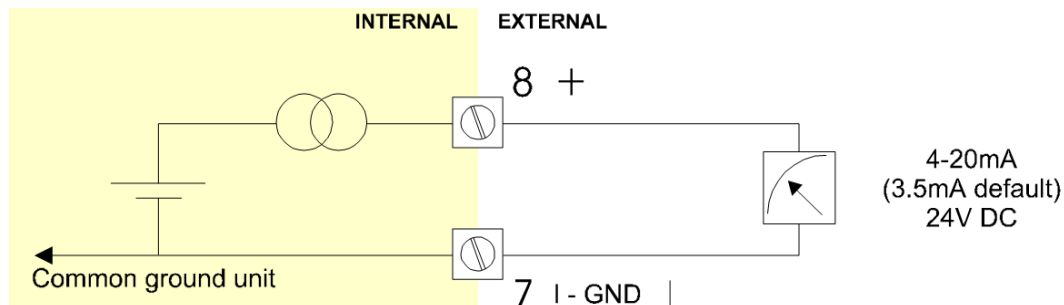 INTERNAL EXTERNAL
8 +
4-20mA
(3.5mA default)
24V DC
Common ground unit
7 I - GND |